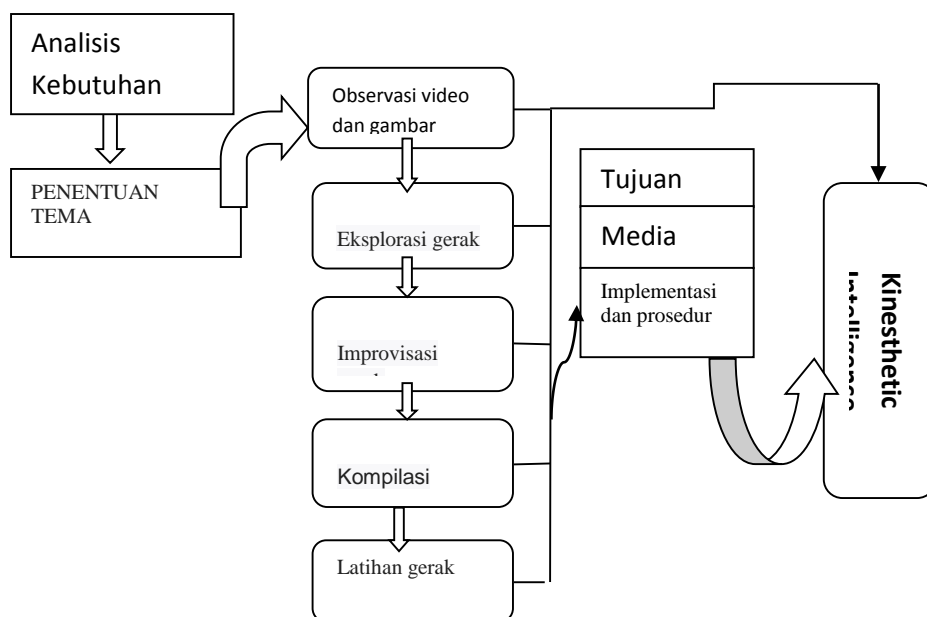 Analisis
Kebutuhan
PENENTUAN
TEMA
Observasi video
dan gambar
Eksplorasi gerak
Improvisasi
Kompilasi
Latihan gerak
Tujuan
Media
Implementasi
dan prosedur
Kinesthetic
Intelligence